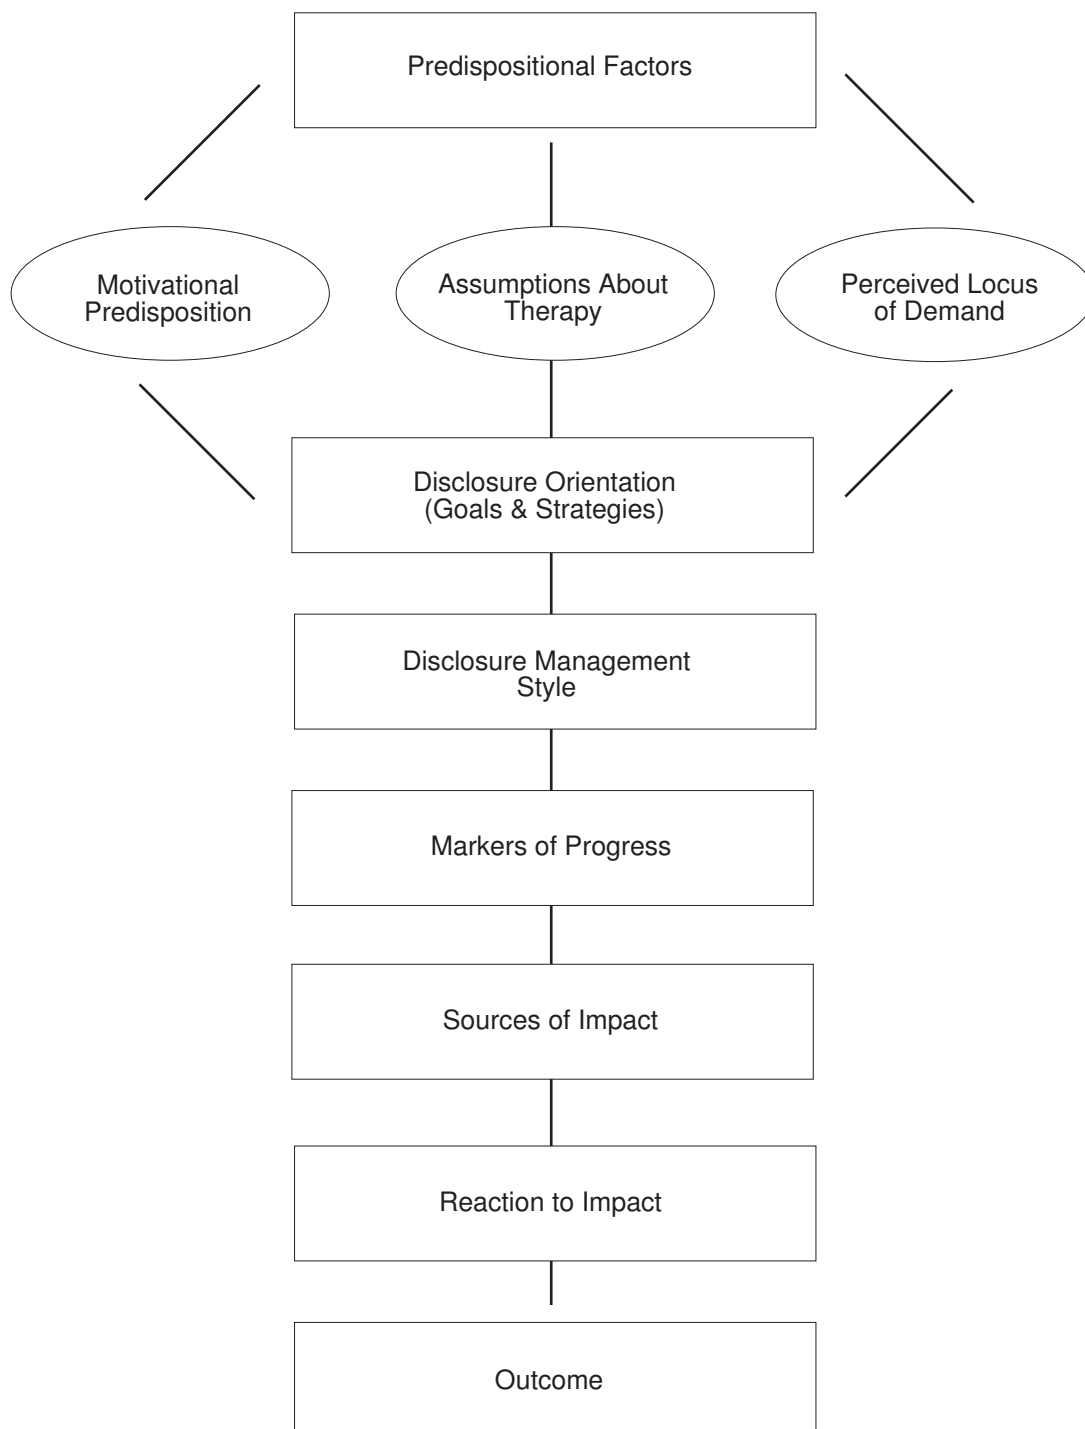 Predispositional Factors
Motivational
Predisposition
Assumptions About
Therapy
Perceived Locus
of Demand
Disclosure Orientation
(Goals & Strategies)
Disclosure Management
Style
Markers of Progress
Sources of Impact
Reaction to Impact
Outcome